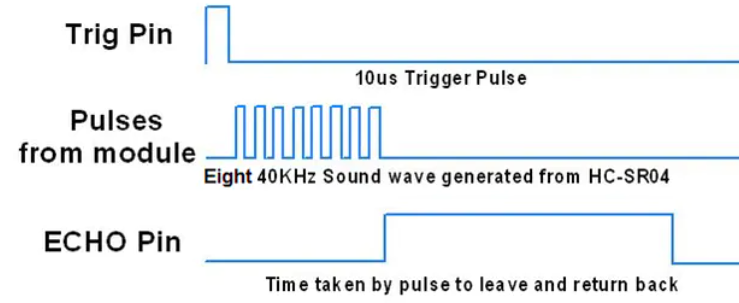 Trig Pin
10us Trigger Pulse
Pulses
from module
Eight 40KHz Sound wave generated from HC-SR04
ECHO Pin
Time taken by pulse to leave and return back